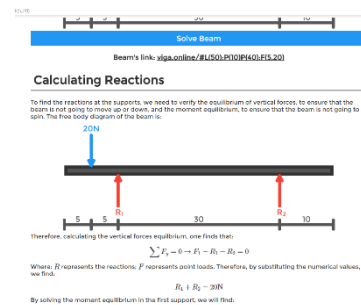 5 5 30 10
Solve Beam
Beam's link: viga.online/#L(50):P(10)P(40):F(5,20)
Calculating Reactions
To find the reactions at the supports, we need to verify the equilibrium of vertical forces, to ensure that the
beam is not going to move up or down, and the moment equilibrium, to ensure that the beam is not going to
spin. The free body diagram of the beam is:
20N
R₁ R₂
5 5 30 10
Therefore, calculating the vertical forces equilibrium, one finds that:
∑ Fy = 0 → F₁ − R₁ − R₂ = 0
Where: R represents the reactions; F represents point loads. Therefore, by substituting the numerical values,
we find:
R₁ + R₂ = 20N
By solving the moment equilibrium in the first support, we will find: